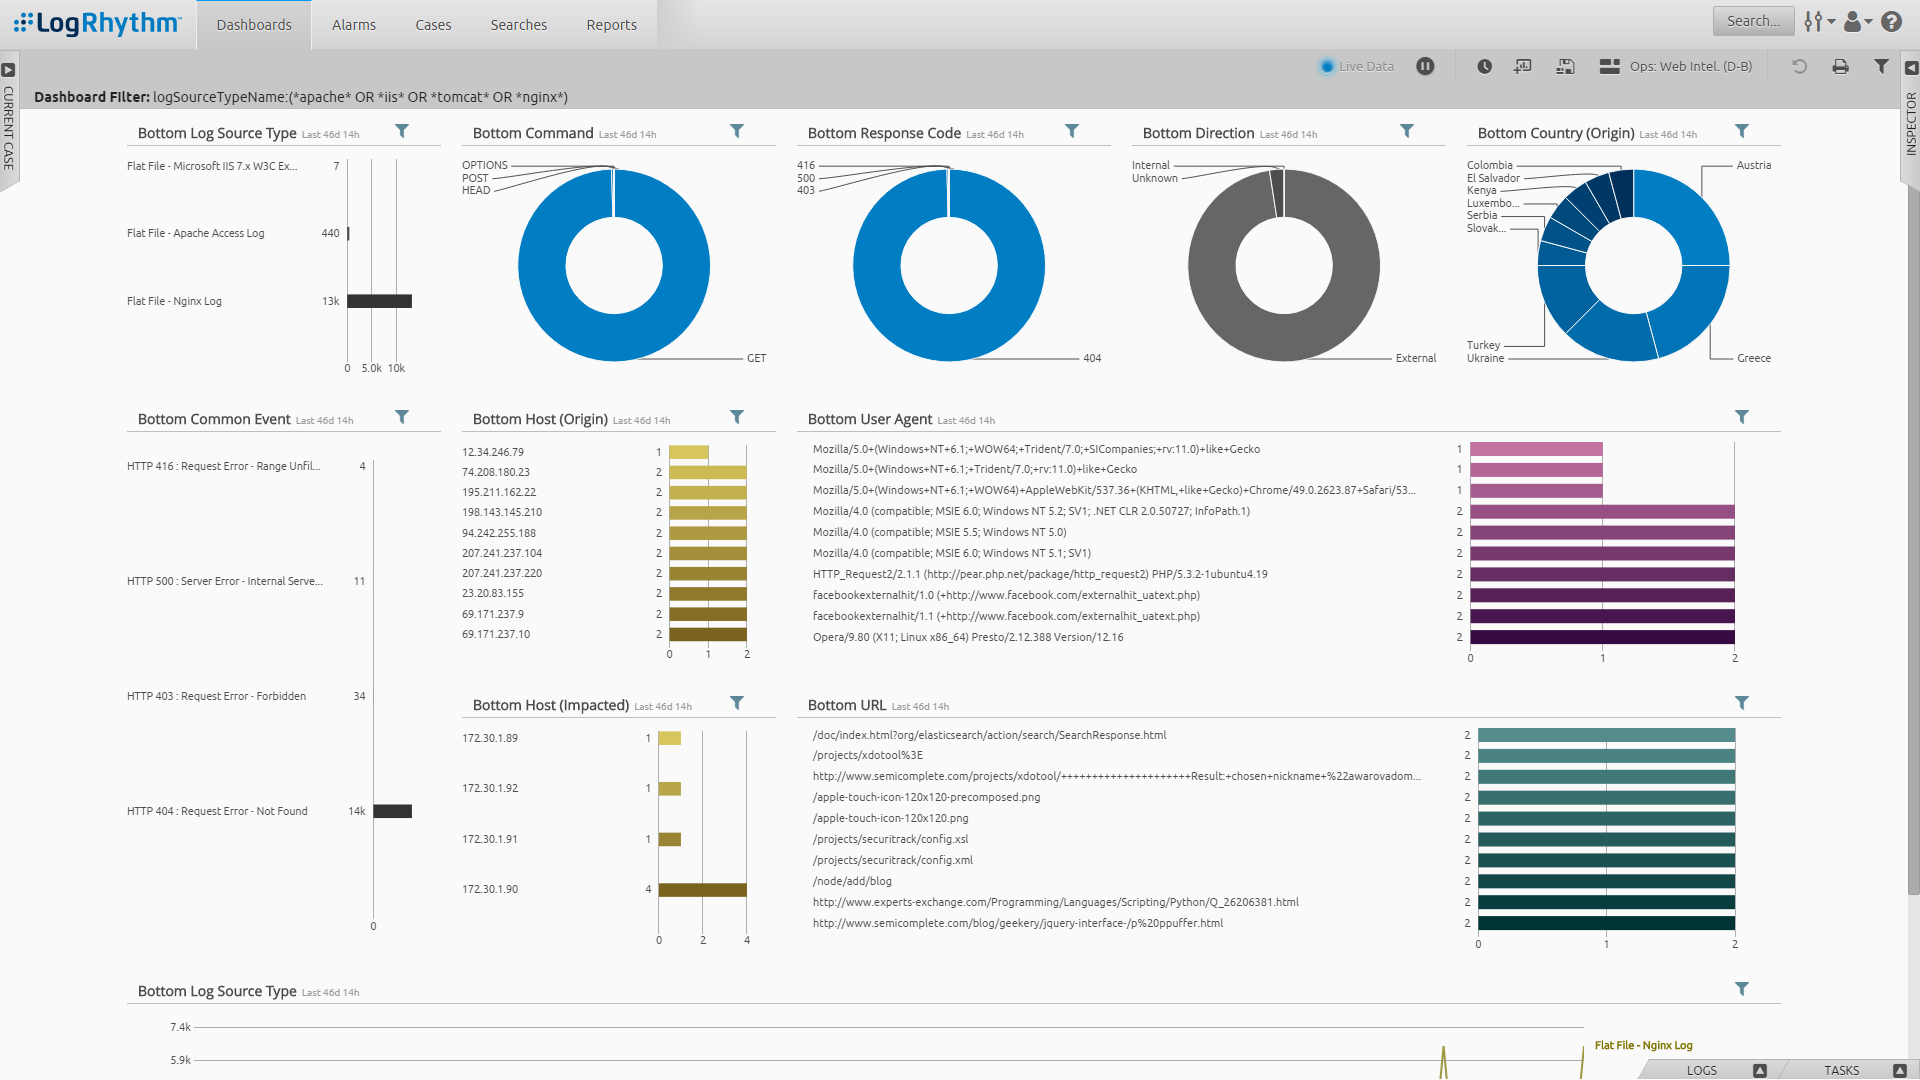 LogRhythm
Dashboards
Alarms
Cases
Searches
Reports
Search...
Live Data
Ops: Web Intel. (D-B)
CURRENT CASE
INSPECTOR
Dashboard Filter: logSourceTypeName:(*apache* OR *iis* OR *tomcat* OR *nginx*)
Bottom Log Source Type Last 46d 14h
Flat File - Microsoft IIS 7.x W3C Ex... 7
Flat File - Apache Access Log 440
Flat File - Nginx Log 13k
0 5.0k 10k
Bottom Command Last 46d 14h
OPTIONS
POST
HEAD
GET
Bottom Response Code Last 46d 14h
416
500
403
404
Bottom Direction Last 46d 14h
Internal
Unknown
External
Bottom Country (Origin) Last 46d 14h
Colombia
El Salvador
Kenya
Luxembo...
Serbia
Slovak...
Turkey
Ukraine
Austria
Greece
Bottom Common Event Last 46d 14h
HTTP 416 : Request Error - Range Unfil... 4
HTTP 500 : Server Error - Internal Serve... 11
HTTP 403 : Request Error - Forbidden 34
HTTP 404 : Request Error - Not Found 14k
0
Bottom Host (Origin) Last 46d 14h
12.34.246.79 1
74.208.180.23 2
195.211.162.22 2
198.143.145.210 2
94.242.255.188 2
207.241.237.104 2
207.241.237.220 2
23.20.83.155 2
69.171.237.9 2
69.171.237.10 2
0 1 2
Bottom User Agent Last 46d 14h
Mozilla/5.0+(Windows+NT+6.1;+WOW64;+Trident/7.0;+SICompanies;+rv:11.0)+like+Gecko 1
Mozilla/5.0+(Windows+NT+6.1;+Trident/7.0;+rv:11.0)+like+Gecko 1
Mozilla/5.0+(Windows+NT+6.1;+WOW64)+AppleWebKit/537.36+(KHTML,+like+Gecko)+Chrome/49.0.2623.87+Safari/53... 1
Mozilla/4.0 (compatible; MSIE 6.0; Windows NT 5.2; SV1; .NET CLR 2.0.50727; InfoPath.1) 2
Mozilla/4.0 (compatible; MSIE 5.5; Windows NT 5.0) 2
Mozilla/4.0 (compatible; MSIE 6.0; Windows NT 5.1; SV1) 2
HTTP_Request2/2.1.1 (http://pear.php.net/package/http_request2) PHP/5.3.2-1ubuntu4.19 2
facebookexternalhit/1.0 (+http://www.facebook.com/externalhit_uatext.php) 2
facebookexternalhit/1.1 (+http://www.facebook.com/externalhit_uatext.php) 2
Opera/9.80 (X11; Linux x86_64) Presto/2.12.388 Version/12.16 2
0 1 2
Bottom Host (Impacted) Last 46d 14h
172.30.1.89 1
172.30.1.92 1
172.30.1.91 1
172.30.1.90 4
0 2 4
Bottom URL Last 46d 14h
/doc/index.html?org/elasticsearch/action/search/SearchResponse.html 2
/projects/xdotool%3E 2
http://www.semicomplete.com/projects/xdotool/+++++++++++++++++++++Result:+chosen+nickname+%22awarovadom... 2
/apple-touch-icon-120x120-precomposed.png 2
/apple-touch-icon-120x120.png 2
/projects/securitrack/config.xsl 2
/projects/securitrack/config.xml 2
/node/add/blog 2
http://www.experts-exchange.com/Programming/Languages/Scripting/Python/Q_26206381.html 2
http://www.semicomplete.com/blog/geekery/jquery-interface-/p%20ppuffer.html 2
0 1 2
Bottom Log Source Type Last 46d 14h
7.4k
5.9k
Flat File - Nginx Log
LOGS
TASKS